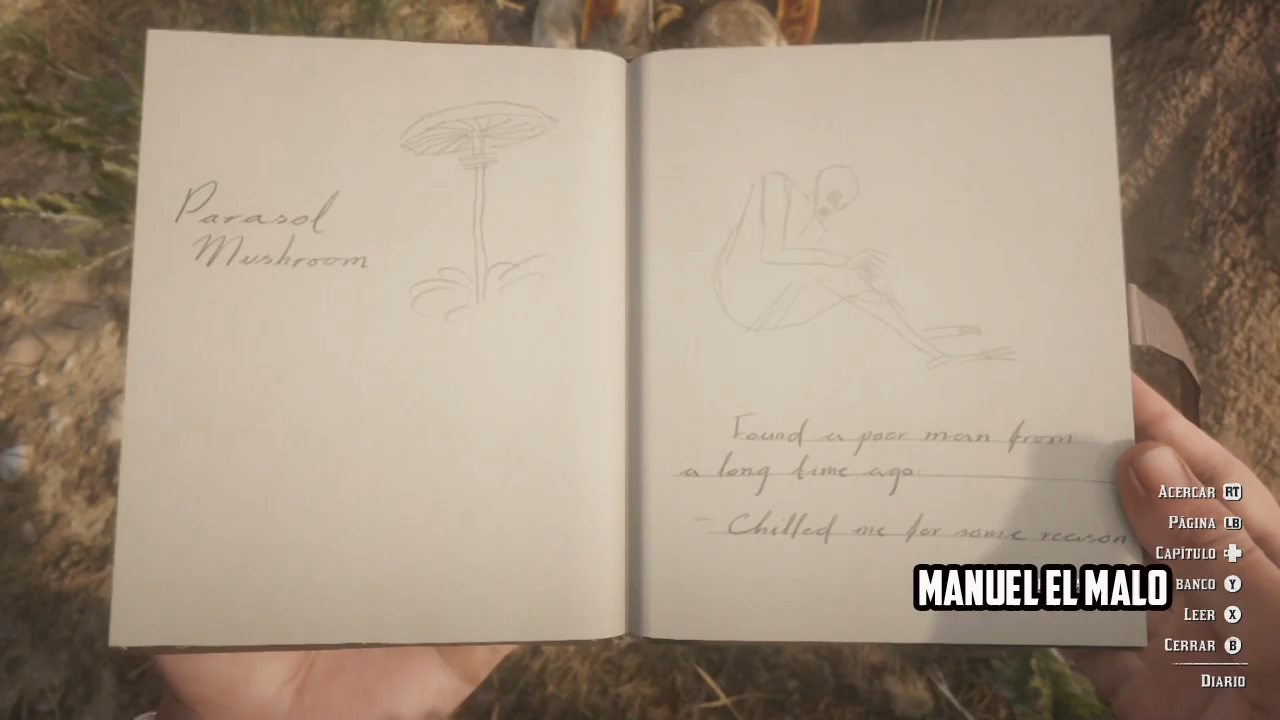 Parasol
Mushroom
Found a poor man from
a long time ago.
- Chilled me for some reason
MANUEL EL MALO
ACERCAR RT
PÁGINA LB
CAPÍTULO
BANCO Y
LEER X
CERRAR B
DIARIO